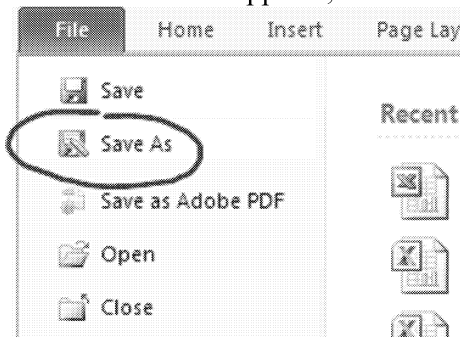 File Home Insert Page Lay
Save
Recent
Save As
Save as Adobe PDF
Open
Close